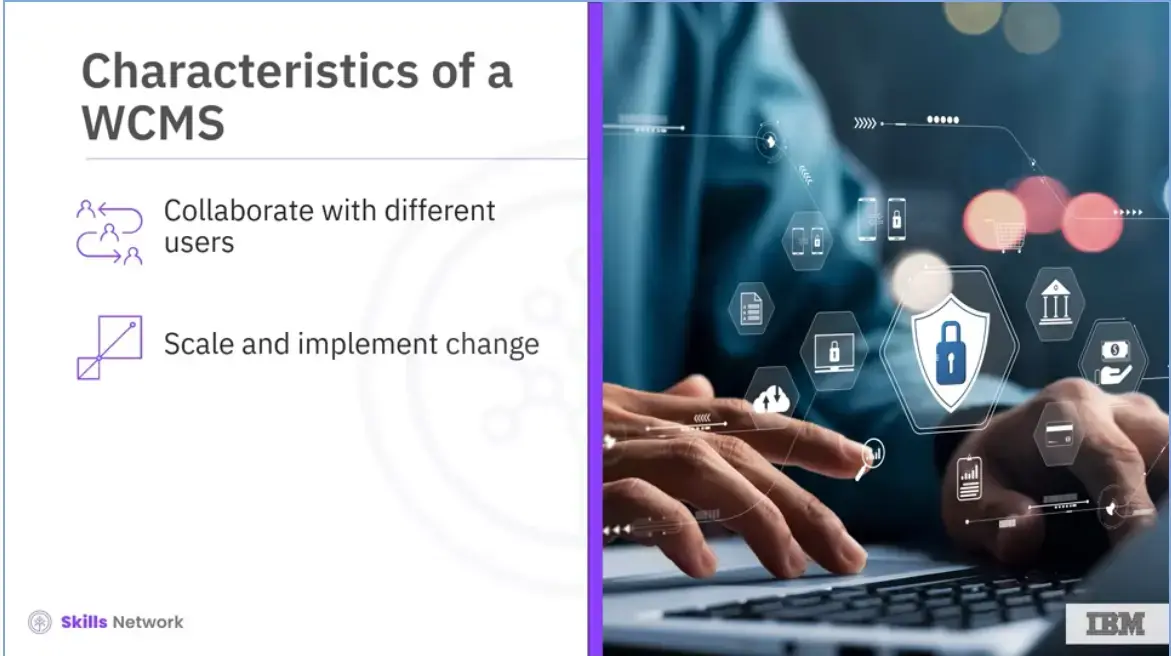 Characteristics of a
WCMS
Collaborate with different
users
Scale and implement change
Skills Network
IBM